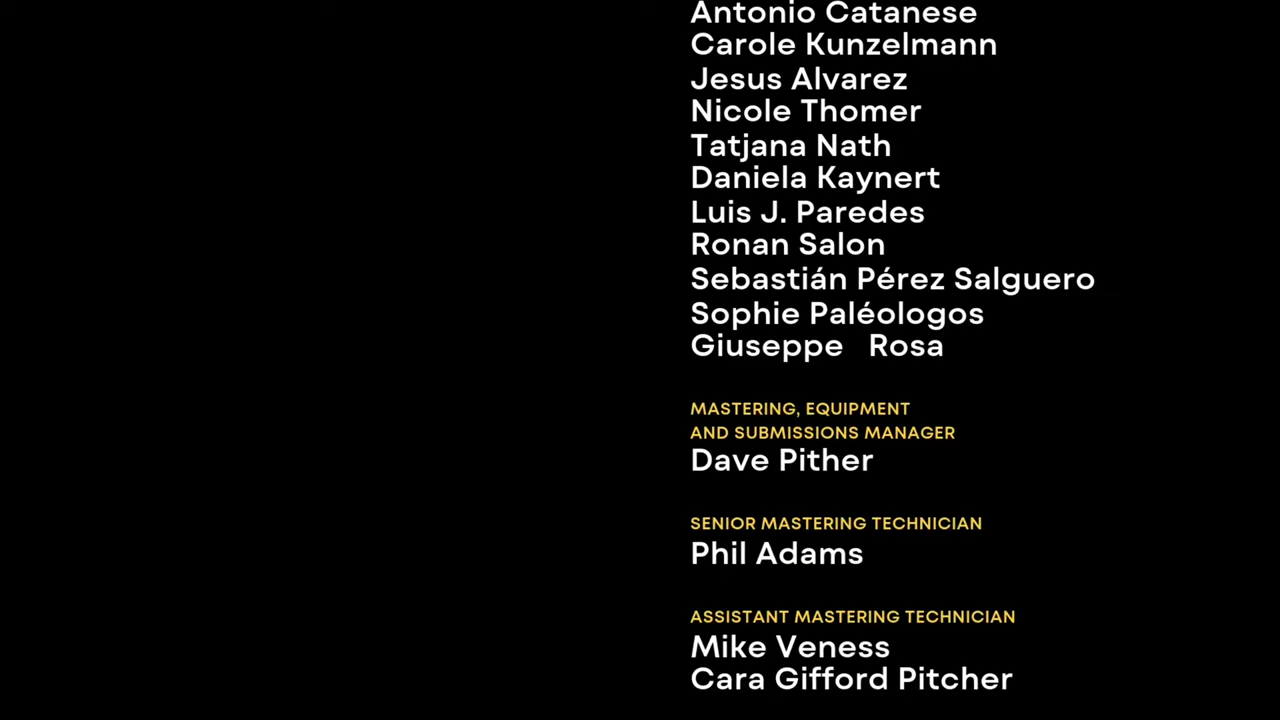 Antonio Catanese
Carole Kunzelmann
Jesus Alvarez
Nicole Thomer
Tatjana Nath
Daniela Kaynert
Luis J. Paredes
Ronan Salon
Sebastián Pérez Salguero
Sophie Paléologos
Giuseppe Rosa
MASTERING, EQUIPMENT
AND SUBMISSIONS MANAGER
Dave Pither
SENIOR MASTERING TECHNICIAN
Phil Adams
ASSISTANT MASTERING TECHNICIAN
Mike Veness
Cara Gifford Pitcher